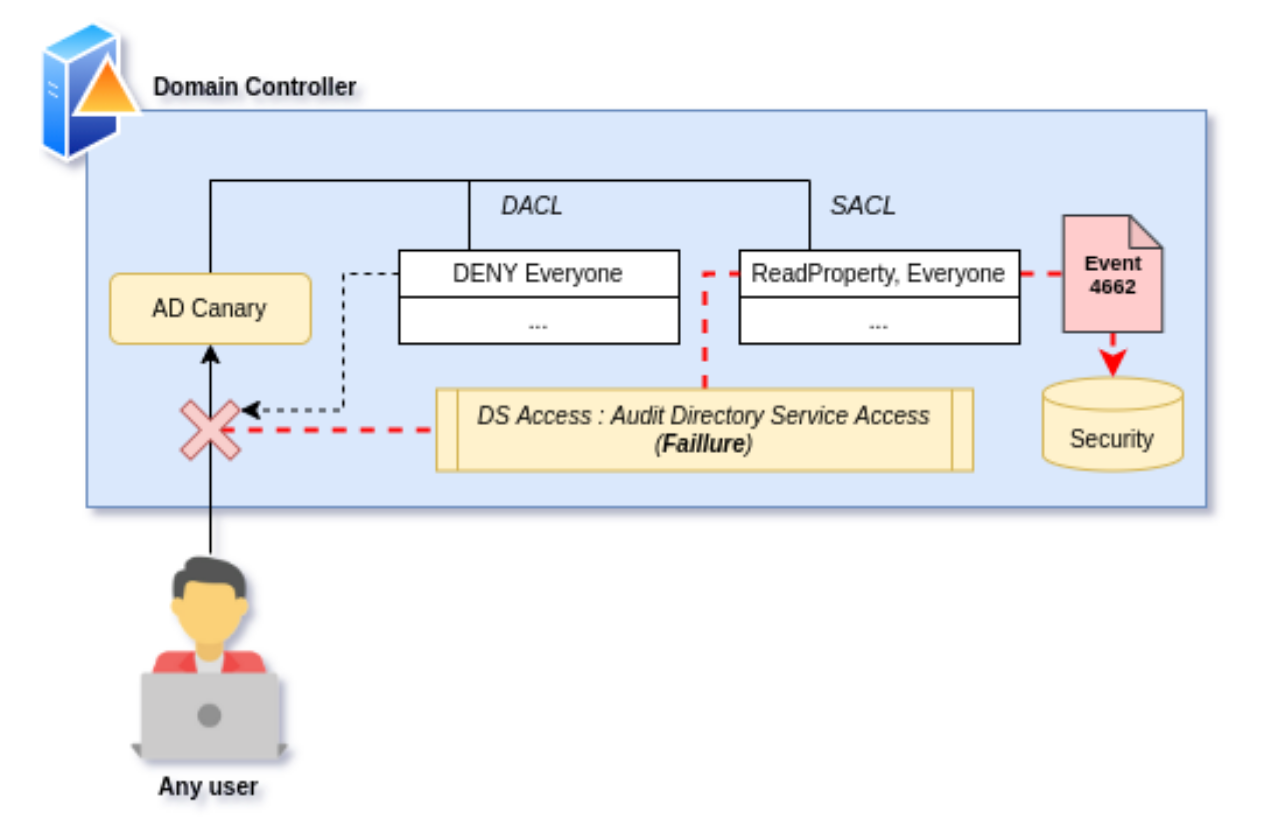 Domain Controller
DACL
SACL
AD Canary
DENY Everyone
...
ReadProperty, Everyone
...
Event
4662
DS Access : Audit Directory Service Access
(Faillure)
Security
Any user